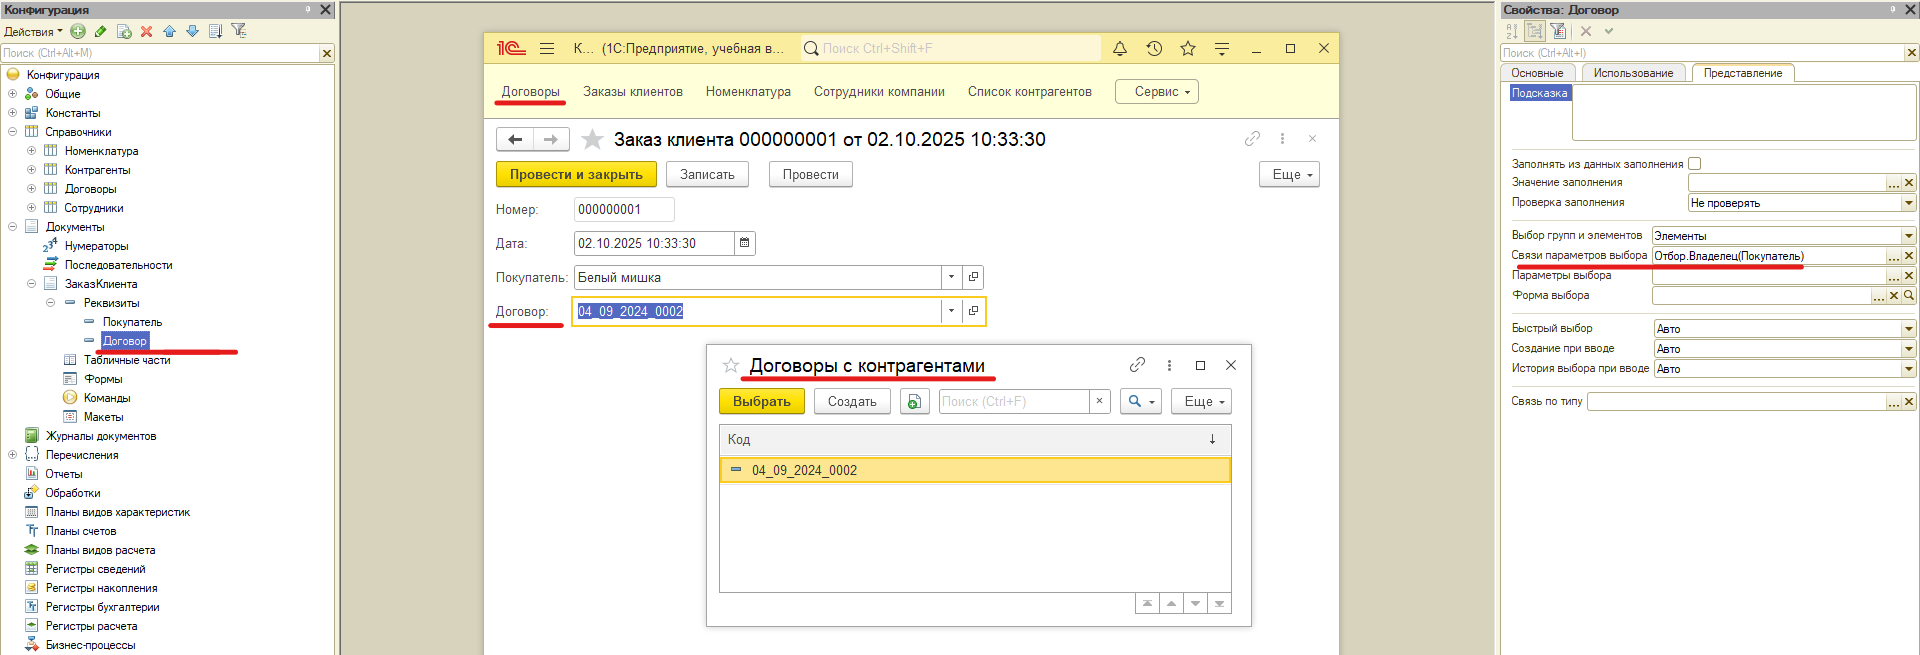 Конфигурация
Действия
Поиск (Ctrl+Alt+M)
Конфигурация
Общие
Константы
Справочники
Номенклатура
Контрагенты
Договоры
Сотрудники
Документы
Нумераторы
Последовательности
ЗаказКлиента
Реквизиты
Покупатель
Договор
Табличные части
Формы
Команды
Макеты
Журналы документов
Перечисления
Отчеты
Обработки
Планы видов характеристик
Планы счетов
Планы видов расчета
Регистры сведений
Регистры накопления
Регистры бухгалтерии
Регистры расчета
Бизнес-процессы
1С К... (1С:Предприятие, учебная в... Поиск Ctrl+Shift+F
Договоры Заказы клиентов Номенклатура Сотрудники компании Список контрагентов Сервис
Заказ клиента 000000001 от 02.10.2025 10:33:30
Провести и закрыть Записать Провести Еще
Номер: 000000001
Дата: 02.10.2025 10:33:30
Покупатель: Белый мишка
Договор: 04_09_2024_0002
Договоры с контрагентами
Выбрать Создать Поиск (Ctrl+F) × Еще
Код ↓
04_09_2024_0002
Свойства: Договор
Поиск (Ctrl+Alt+I)
Основные Использование Представление
Подсказка
Заполнять из данных заполнения
Значение заполнения ...
Проверка заполнения Не проверять
Выбор групп и элементов Элементы
Связи параметров выбора Отбор.Владелец(Покупатель) ...
Параметры выбора ...
Форма выбора ...
Быстрый выбор Авто
Создание при вводе Авто
История выбора при вводе Авто
Связь по типу ...